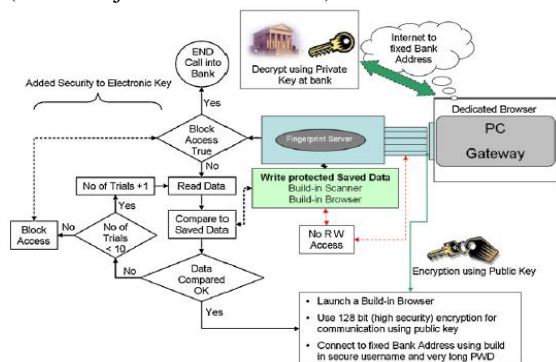 END
Call into
Bank
Decrypt using Private
Key at bank
Internet to
fixed Bank
Address
Added Security to Electronic Key
Yes
Dedicated Browser
PC
Gateway
Block
Access
True
Fingerprint Server
No
Write protected Saved Data
Build-in Scanner
Build-in Browser
No of Trials +1
Read Data
Yes
Compare to
Saved Data
No R W
Access
Block
Access
No
No of
Trials
< 10
No
Data
Compared
OK
Encryption using Public Key
Yes
• Launch a Build-in Browser
• Use 128 bit (high security) encryption for
communication using public key
• Connect to fixed Bank Address using build
in secure username and very long PWD